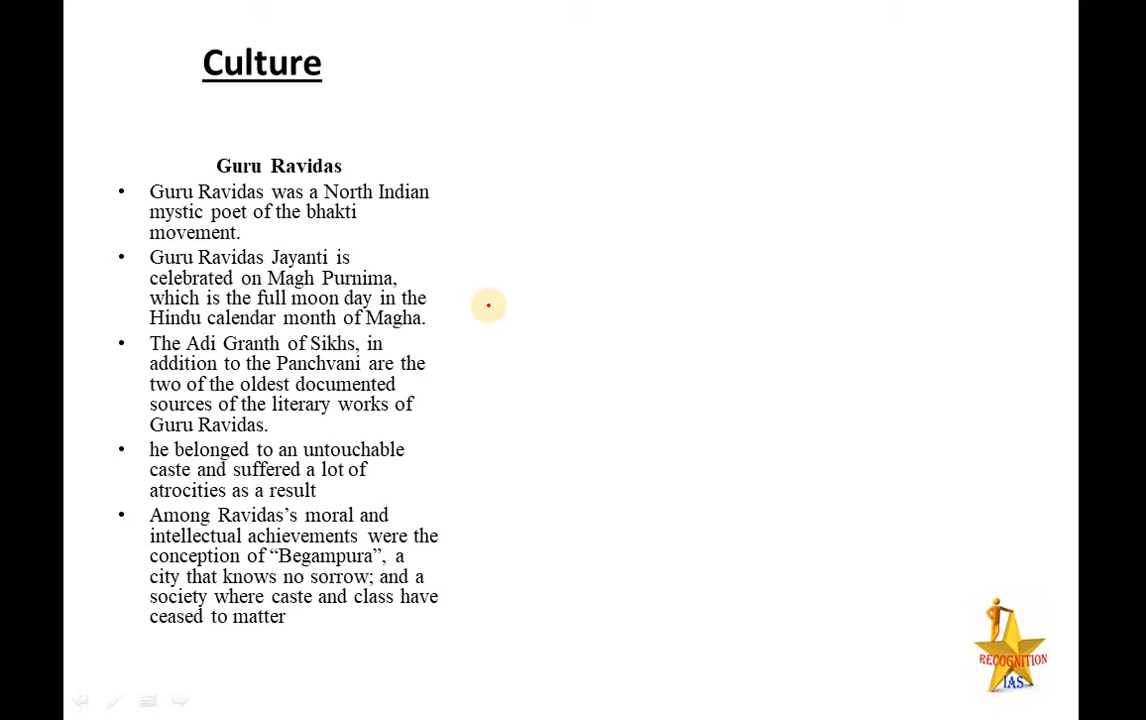 Culture
Guru Ravidas
• Guru Ravidas was a North Indian
mystic poet of the bhakti
movement.
• Guru Ravidas Jayanti is
celebrated on Magh Purnima,
which is the full moon day in the
Hindu calendar month of Magha.
• The Adi Granth of Sikhs, in
addition to the Panchvani are the
two of the oldest documented
sources of the literary works of
Guru Ravidas.
• he belonged to an untouchable
caste and suffered a lot of
atrocities as a result
• Among Ravidas’s moral and
intellectual achievements were the
conception of “Begampura”, a
city that knows no sorrow; and a
society where caste and class have
ceased to matter
RECOGNITION
IAS